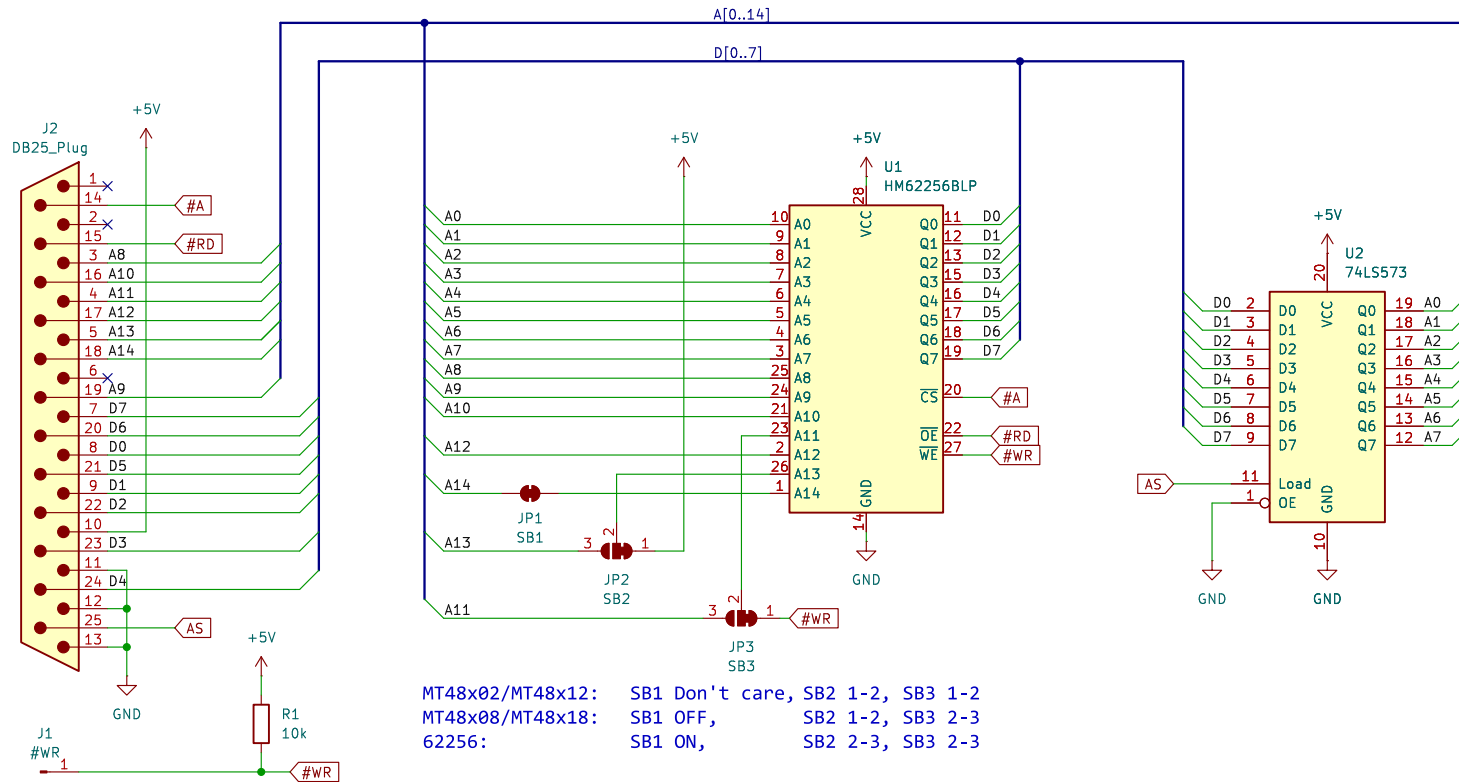 A[0..14]
D[0..7]
J2
DB25_Plug
+5V
1
14 #A
2
15 #RD
3 A8
16 A10
4 A11
17 A12
5 A13
18 A14
6
19 A9
7 D7
20 D6
8 D0
21 D5
9 D1
22 D2
10
23 D3
11
24 D4
12
25 AS
13
GND
J1
#WR
1
+5V
R1
10k
#WR
+5V
+5V
U1
HM62256BLP
28
VCC
A0 10 A0 Q0 11 D0
A1 9 A1 Q1 12 D1
A2 8 A2 Q2 13 D2
A3 7 A3 Q3 15 D3
A4 6 A4 Q4 16 D4
A5 5 A5 Q5 17 D5
A6 4 A6 Q6 18 D6
A7 3 A7 Q7 19 D7
A8 25 A8
A9 24 A9 CS 20 #A
A10 21 A10
23 A11 OE 22 #RD
A12 2 A12 WE 27 #WR
26 A13
A14 1 A14
GND
14
GND
JP1
SB1
A13 3 2 1
JP2
SB2
A11 3 2 1 #WR
JP3
SB3
+5V
U2
74LS573
20
VCC
D0 2 D0 Q0 19 A0
D1 3 D1 Q1 18 A1
D2 4 D2 Q2 17 A2
D3 5 D3 Q3 16 A3
D4 6 D4 Q4 15 A4
D5 7 D5 Q5 14 A5
D6 8 D6 Q6 13 A6
D7 9 D7 Q7 12 A7
AS 11 Load
1 OE
GND
10
GND
GND
MT48x02/MT48x12: SB1 Don't care, SB2 1-2, SB3 1-2
MT48x08/MT48x18: SB1 OFF, SB2 1-2, SB3 2-3
62256: SB1 ON, SB2 2-3, SB3 2-3